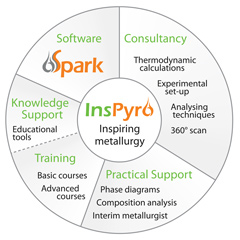 Software
Spark
Consultancy
Thermodynamic
calculations
Experimental
set-up
Analysing
techniques
360° scan
Knowledge
Support
Educational
tools
InsPyro
Inspiring
metallurgy
Training
Basic courses
Advanced
courses
Practical Support
Phase diagrams
Composition analysis
Interim metallurgist